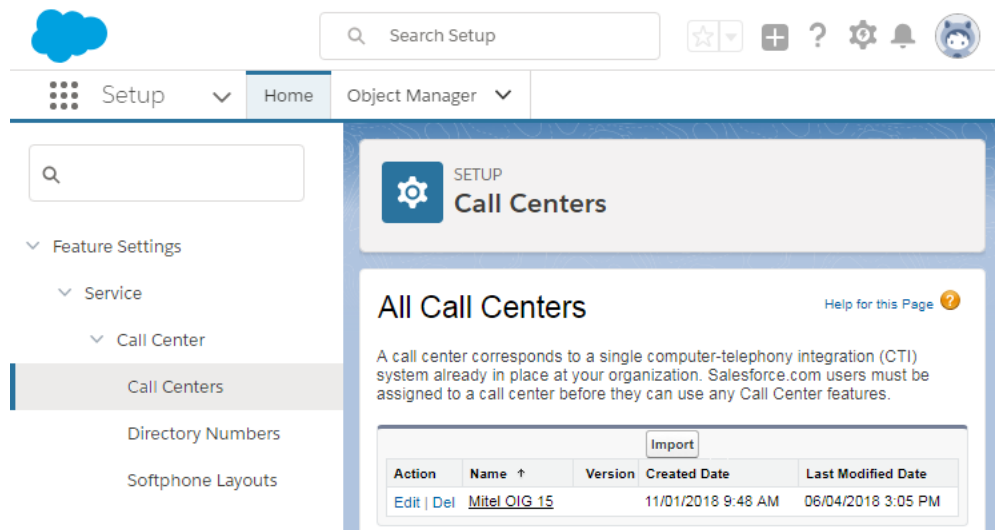 Search Setup
Setup
Home
Object Manager
SETUP
Call Centers
Feature Settings
Service
Call Center
Call Centers
Directory Numbers
Softphone Layouts
All Call Centers
Help for this Page
A call center corresponds to a single computer-telephony integration (CTI)
system already in place at your organization. Salesforce.com users must be
assigned to a call center before they can use any Call Center features.
Import
Action Name ↑ Version Created Date Last Modified Date
Edit | Del Mitel OIG 15 11/01/2018 9:48 AM 06/04/2018 3:05 PM